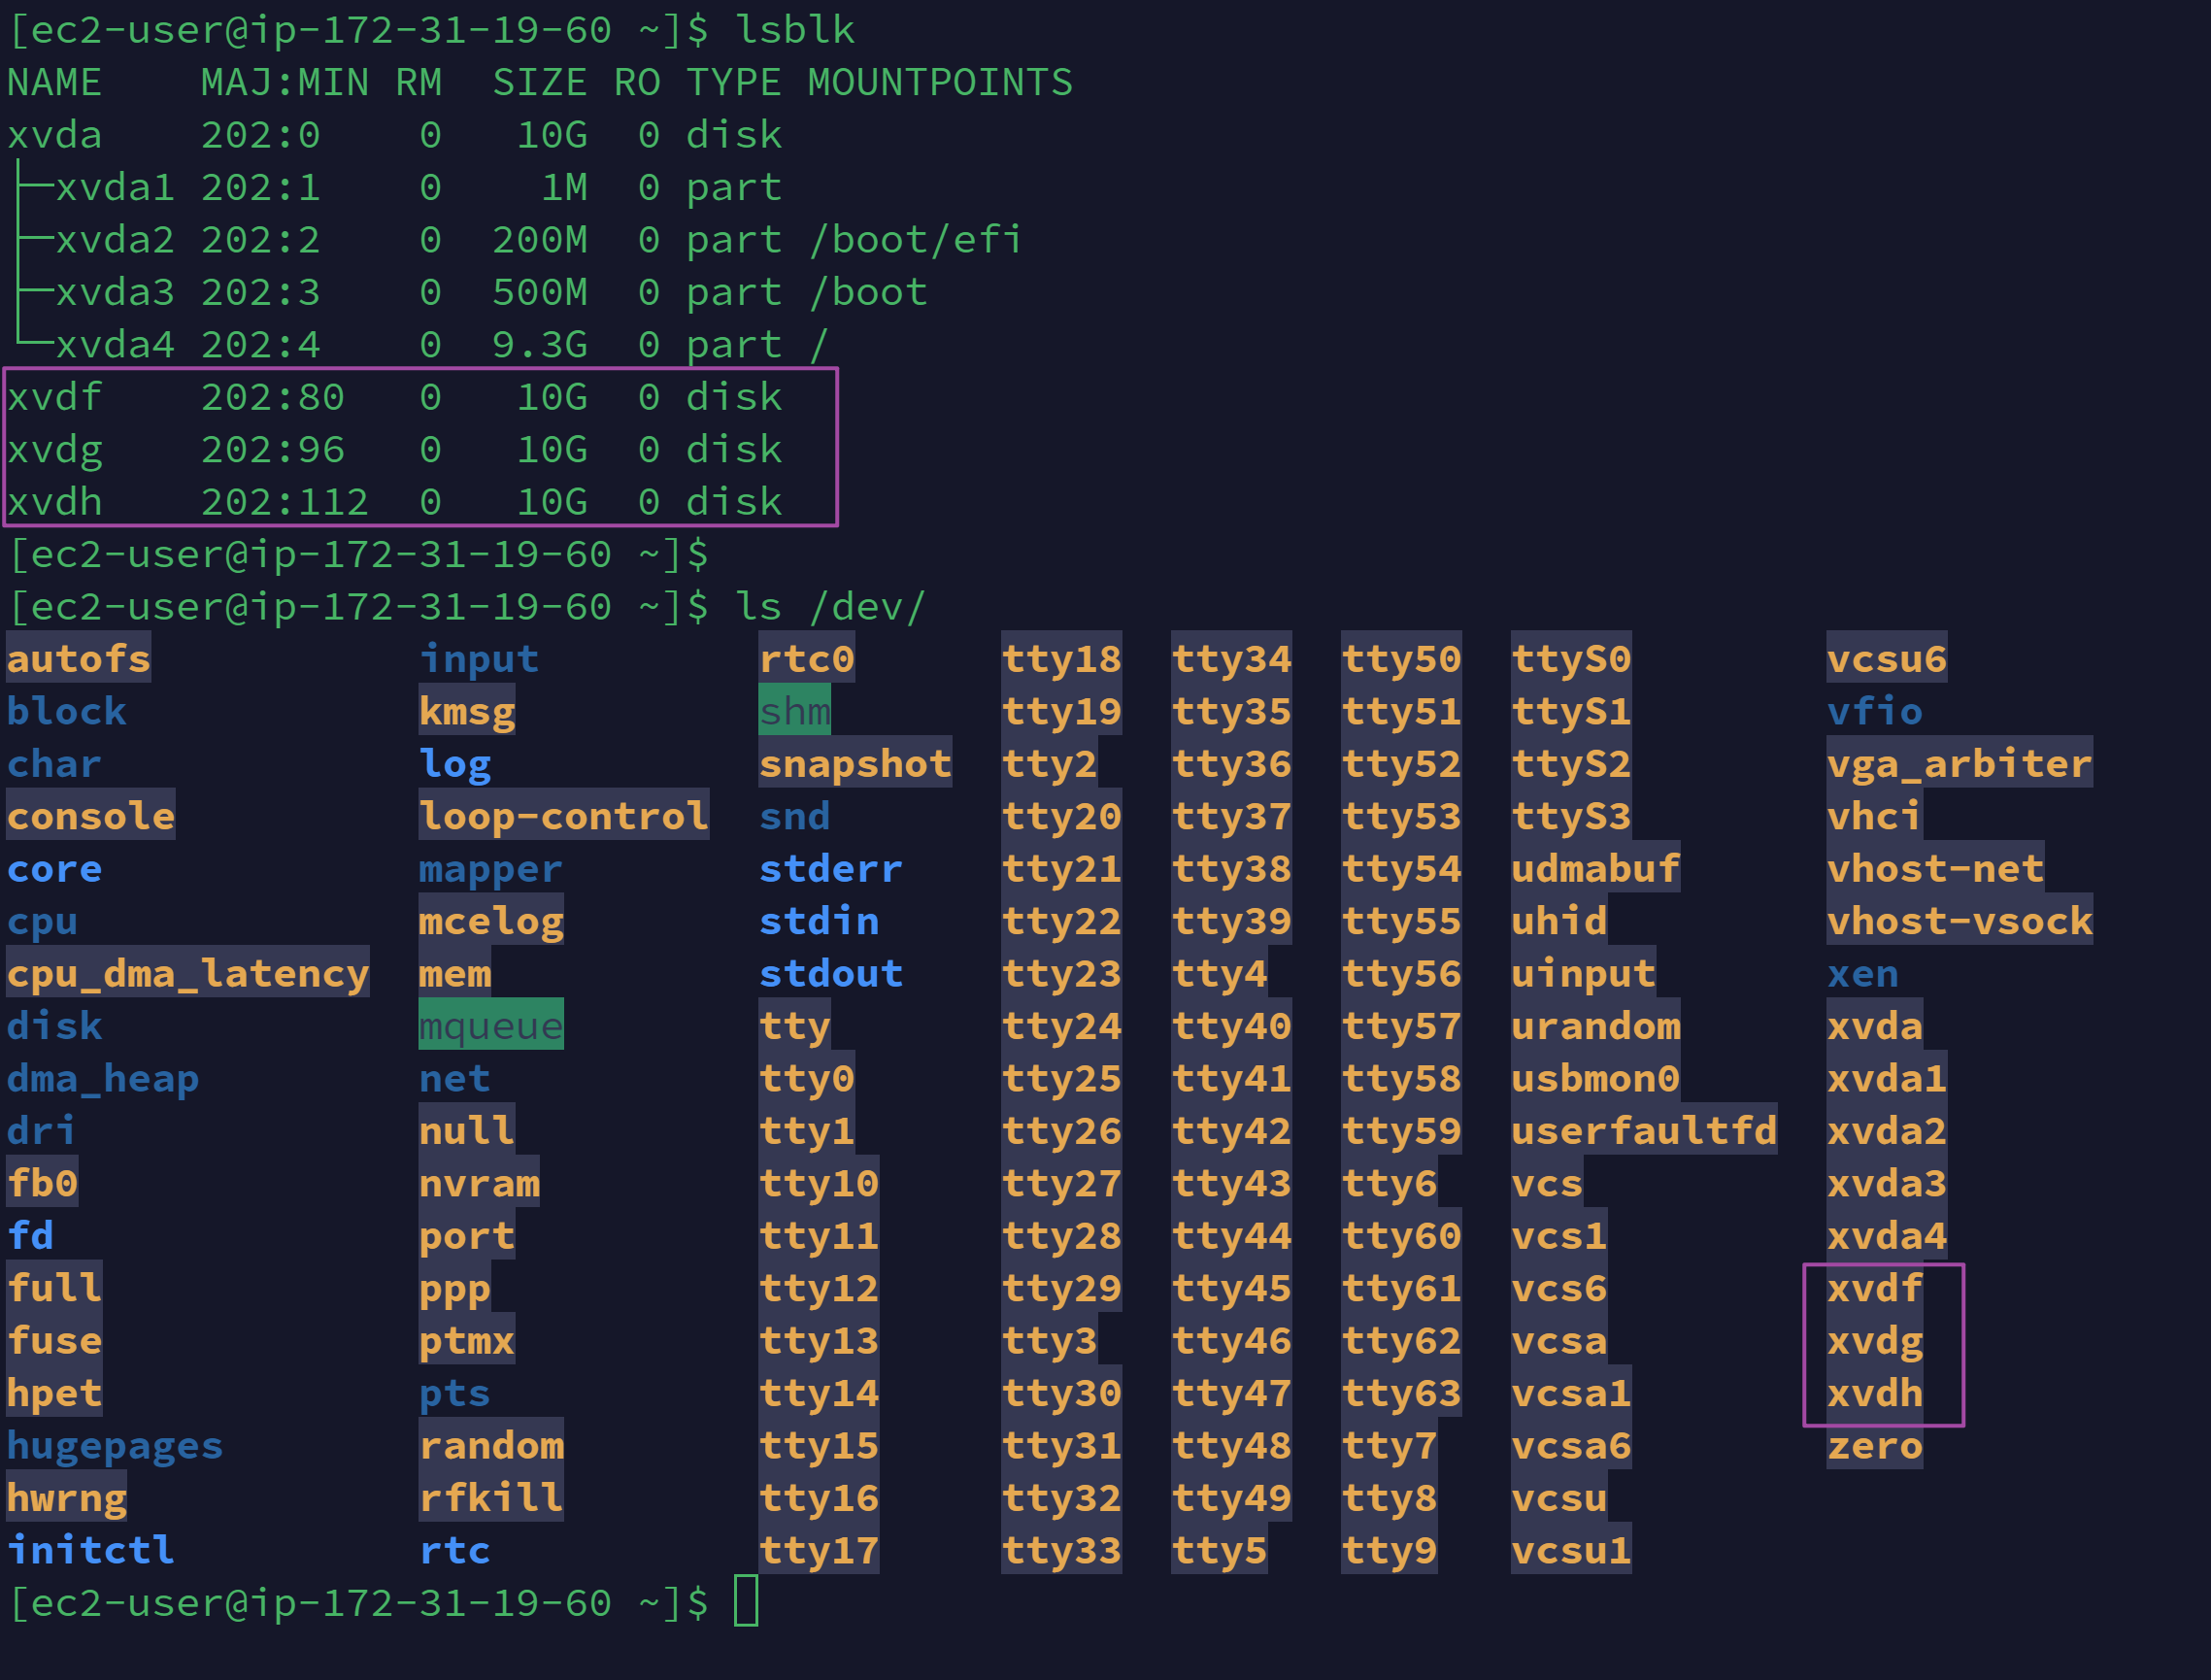 [ec2-user@ip-172-31-19-60 ~]$ lsblk
NAME    MAJ:MIN RM  SIZE RO TYPE MOUNTPOINTS
xvda    202:0    0   10G  0 disk
├─xvda1 202:1    0    1M  0 part
├─xvda2 202:2    0  200M  0 part /boot/efi
├─xvda3 202:3    0  500M  0 part /boot
└─xvda4 202:4    0  9.3G  0 part /
xvdf    202:80   0   10G  0 disk
xvdg    202:96   0   10G  0 disk
xvdh    202:112  0   10G  0 disk
[ec2-user@ip-172-31-19-60 ~]$
[ec2-user@ip-172-31-19-60 ~]$ ls /dev/
autofs           input         rtc0      tty18  tty34  tty50  ttyS0        vcsu6
block            kmsg          shm       tty19  tty35  tty51  ttyS1        vfio
char             log           snapshot  tty2   tty36  tty52  ttyS2        vga_arbiter
console          loop-control  snd       tty20  tty37  tty53  ttyS3        vhci
core             mapper        stderr    tty21  tty38  tty54  udmabuf      vhost-net
cpu              mcelog        stdin     tty22  tty39  tty55  uhid         vhost-vsock
cpu_dma_latency  mem           stdout    tty23  tty4   tty56  uinput       xen
disk             mqueue        tty       tty24  tty40  tty57  urandom      xvda
dma_heap         net           tty0      tty25  tty41  tty58  usbmon0      xvda1
dri              null          tty1      tty26  tty42  tty59  userfaultfd  xvda2
fb0              nvram         tty10     tty27  tty43  tty6   vcs          xvda3
fd               port          tty11     tty28  tty44  tty60  vcs1         xvda4
full             ppp           tty12     tty29  tty45  tty61  vcs6         xvdf
fuse             ptmx          tty13     tty3   tty46  tty62  vcsa         xvdg
hpet             pts           tty14     tty30  tty47  tty63  vcsa1        xvdh
hugepages        random        tty15     tty31  tty48  tty7   vcsa6        zero
hwrng            rfkill        tty16     tty32  tty49  tty8   vcsu
initctl          rtc           tty17     tty33  tty5   tty9   vcsu1
[ec2-user@ip-172-31-19-60 ~]$